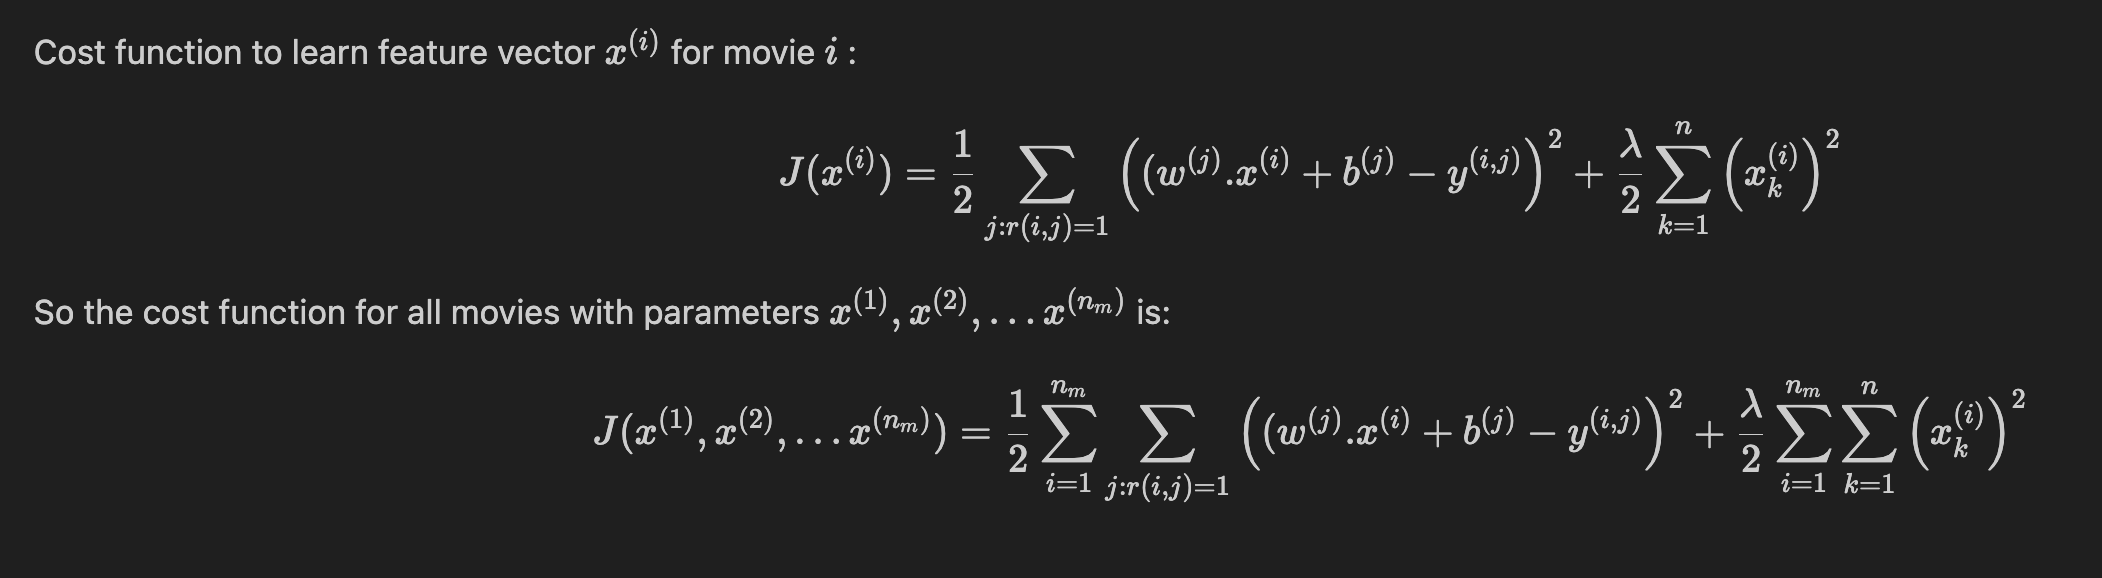 Cost function to learn feature vector $x^{(i)}$ for movie $i$ :
$$J(x^{(i)}) = \frac{1}{2} \sum_{j:r(i,j)=1} \left((w^{(j)}.x^{(i)} + b^{(j)} - y^{(i,j)}\right)^2 + \frac{\lambda}{2} \sum_{k=1}^{n} \left(x_k^{(i)}\right)^2$$
So the cost function for all movies with parameters $x^{(1)}, x^{(2)}, \ldots x^{(n_m)}$ is:
$$J(x^{(1)}, x^{(2)}, \ldots x^{(n_m)}) = \frac{1}{2} \sum_{i=1}^{n_m} \sum_{j:r(i,j)=1} \left((w^{(j)}.x^{(i)} + b^{(j)} - y^{(i,j)}\right)^2 + \frac{\lambda}{2} \sum_{i=1}^{n_m} \sum_{k=1}^{n} \left(x_k^{(i)}\right)^2$$